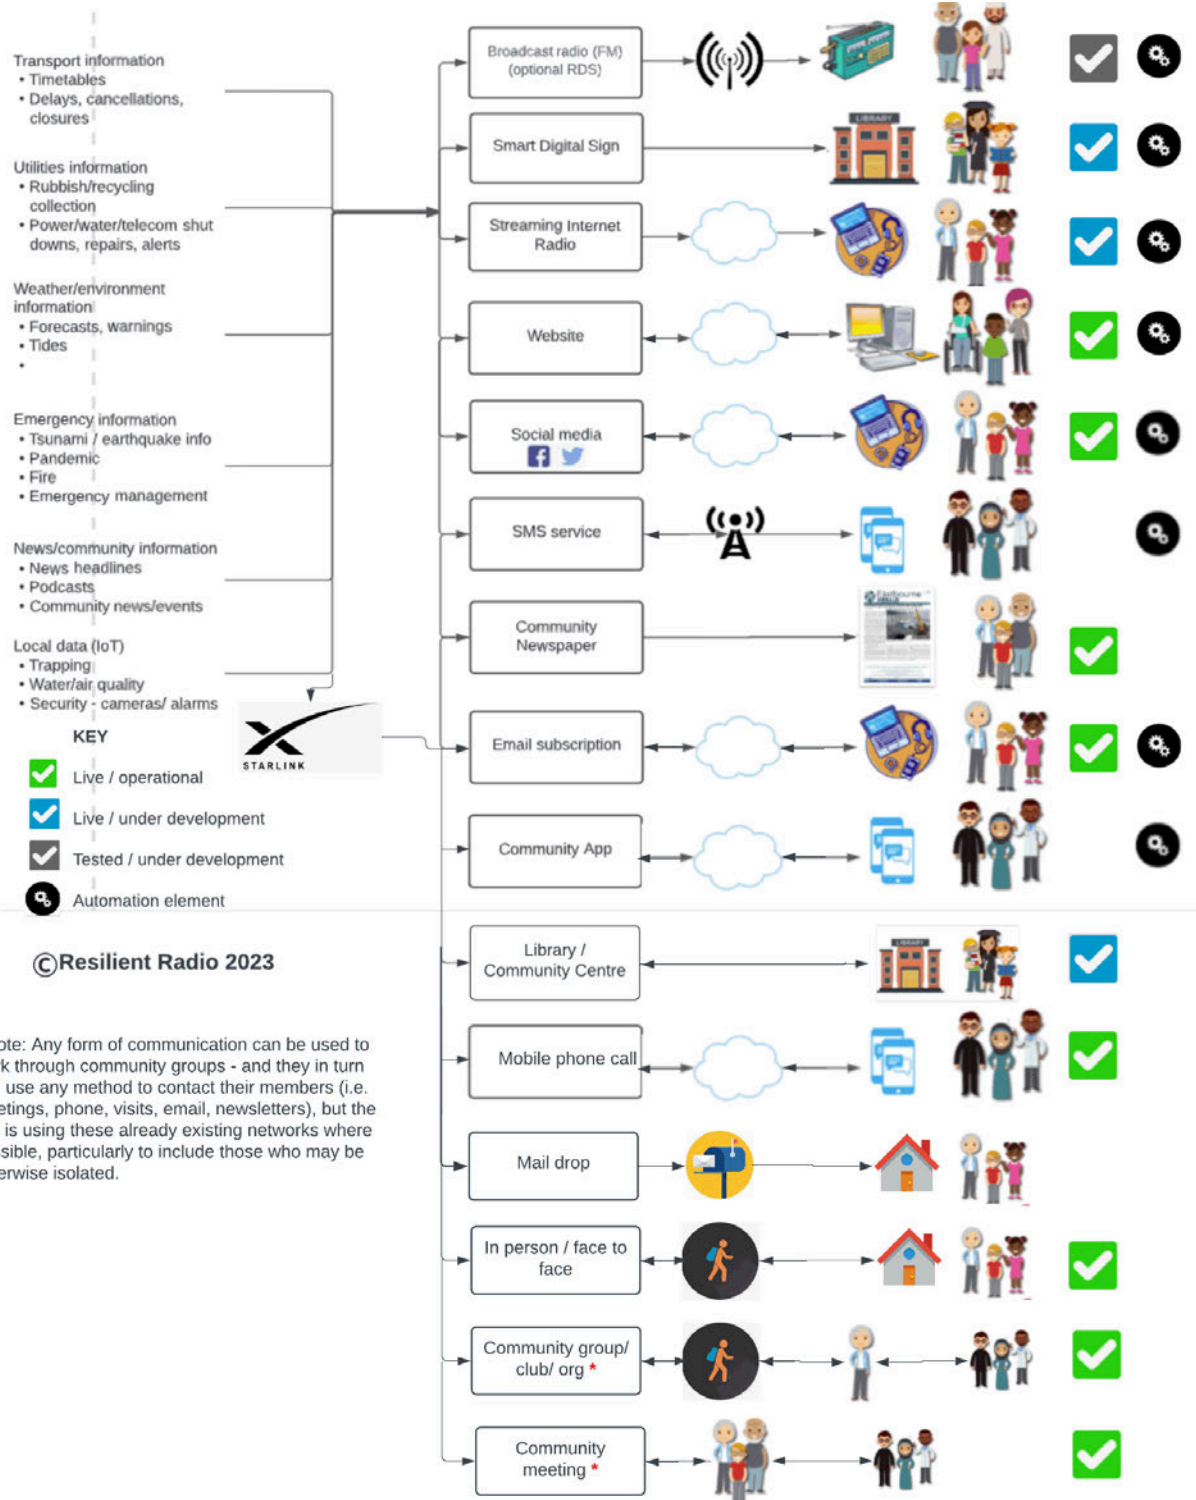 Transport information
• Timetables
• Delays, cancellations,
closures
Utilities information
• Rubbish/recycling
collection
• Power/water/telecom shut
downs, repairs, alerts
Weather/environment
information
• Forecasts, warnings
• Tides
•
Emergency information
• Tsunami / earthquake info
• Pandemic
• Fire
• Emergency management
News/community information
• News headlines
• Podcasts
• Community news/events
Local data (IoT)
• Trapping
• Water/air quality
• Security - cameras/ alarms
STARLINK
KEY
Live / operational
Live / under development
Tested / under development
Automation element
©Resilient Radio 2023
ote: Any form of communication can be used to
k through community groups - and they in turn
use any method to contact their members (i.e.
etings, phone, visits, email, newsletters), but the
is using these already existing networks where
sible, particularly to include those who may be
erwise isolated.
Broadcast radio (FM)
(optional RDS)
Smart Digital Sign
LIBRARY
Streaming Internet
Radio
Website
Social media
SMS service
Community
Newspaper
Eastbourne
Email subscription
Community App
Library /
Community Centre
LIBRARY
Mobile phone call
Mail drop
In person / face to
face
Community group/
club/ org *
Community
meeting *